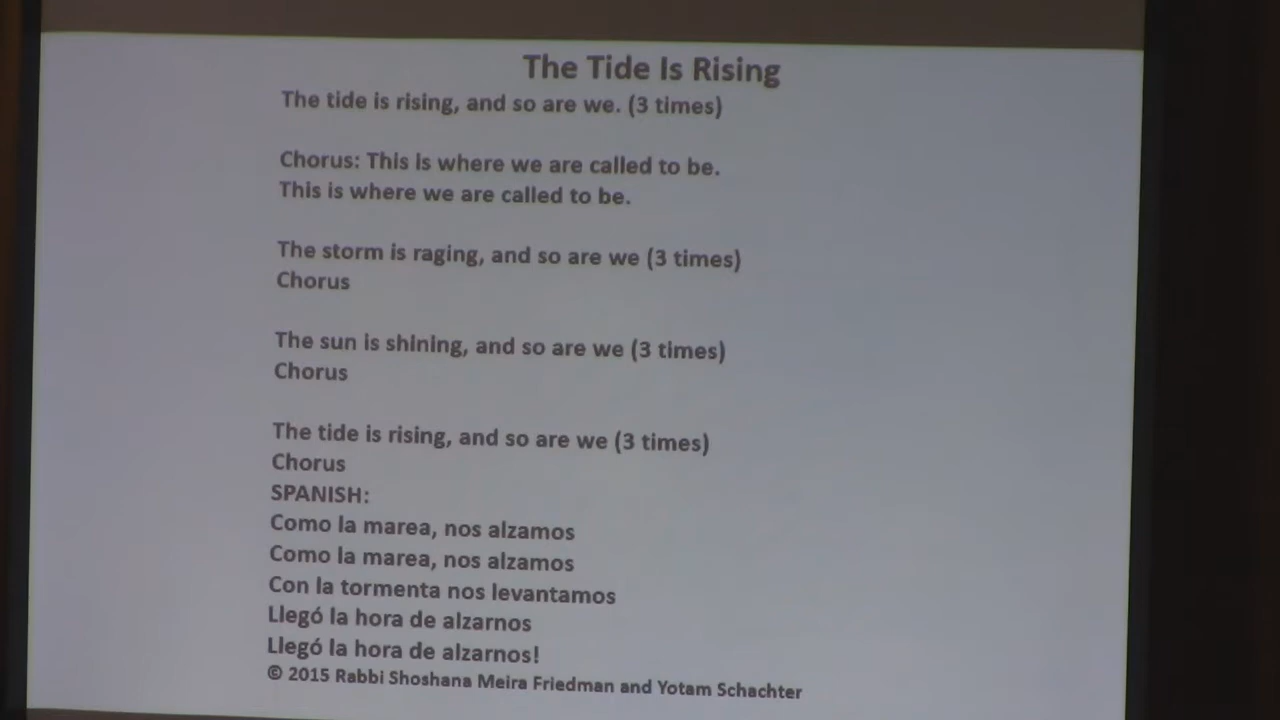 The Tide Is Rising
The tide is rising, and so are we. (3 times)
Chorus: This is where we are called to be.
This is where we are called to be.
The storm is raging, and so are we (3 times)
Chorus
The sun is shining, and so are we (3 times)
Chorus
The tide is rising, and so are we (3 times)
Chorus
SPANISH:
Como la marea, nos alzamos
Como la marea, nos alzamos
Con la tormenta nos levantamos
Llegó la hora de alzarnos
Llegó la hora de alzarnos!
© 2015 Rabbi Shoshana Meira Friedman and Yotam Schachter